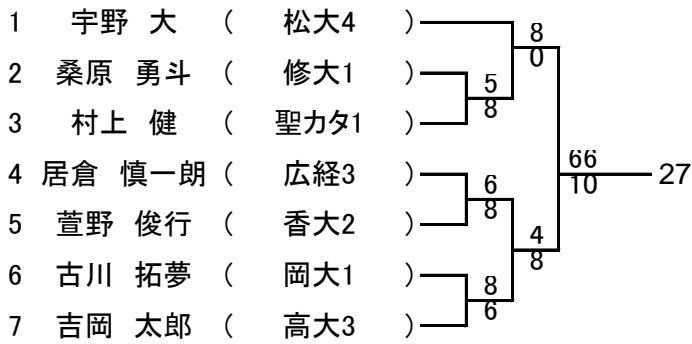 1 宇野 大 ( 松大4 )
8
0
2 桑原 勇斗 ( 修大1 )
5
8
3 村上 健 ( 聖カタ1 )
66
10
27
4 居倉 慎一朗 ( 広経3 )
6
8
5 萱野 俊行 ( 香大2 )
4
8
6 古川 拓夢 ( 岡大1 )
8
6
7 吉岡 太郎 ( 高大3 )